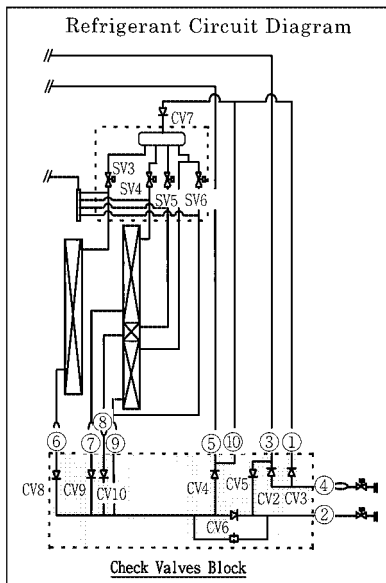 Refrigerant Circuit Diagram
CV7
SV3
SV4
SV5
SV6
⑥ ⑦ ⑧ ⑨ ⑤ ⑩ ③ ①
CV8 CV9 CV10 CV4 CV5 CV2 CV3 ④
CV6 ②
Check Valves Block